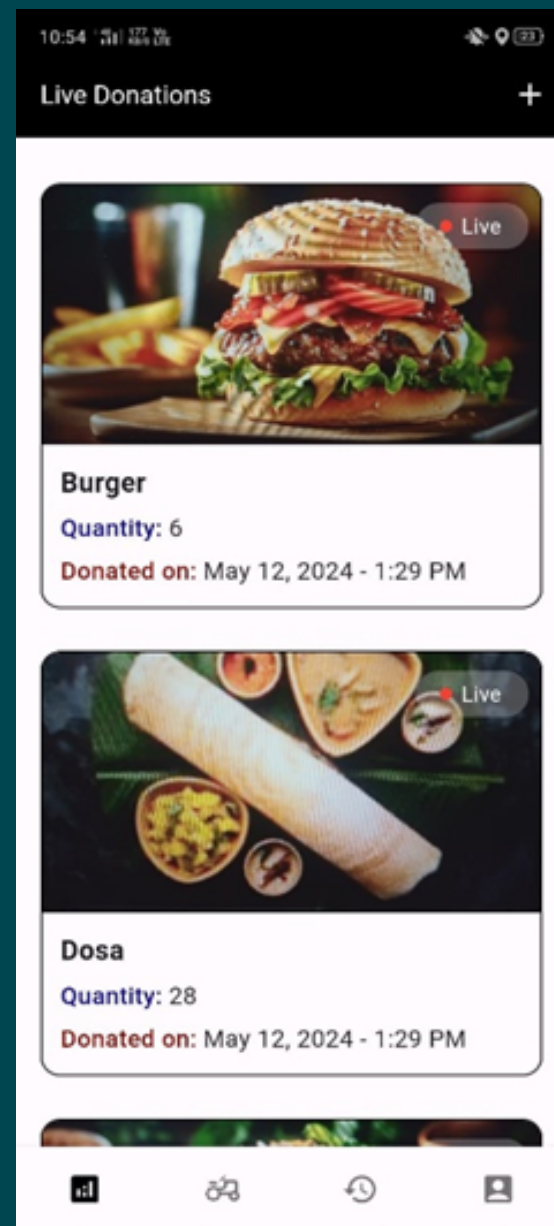 10:54
23
Live Donations
Live
Burger
Quantity: 6
Donated on: May 12, 2024 - 1:29 PM
Live
Dosa
Quantity: 28
Donated on: May 12, 2024 - 1:29 PM